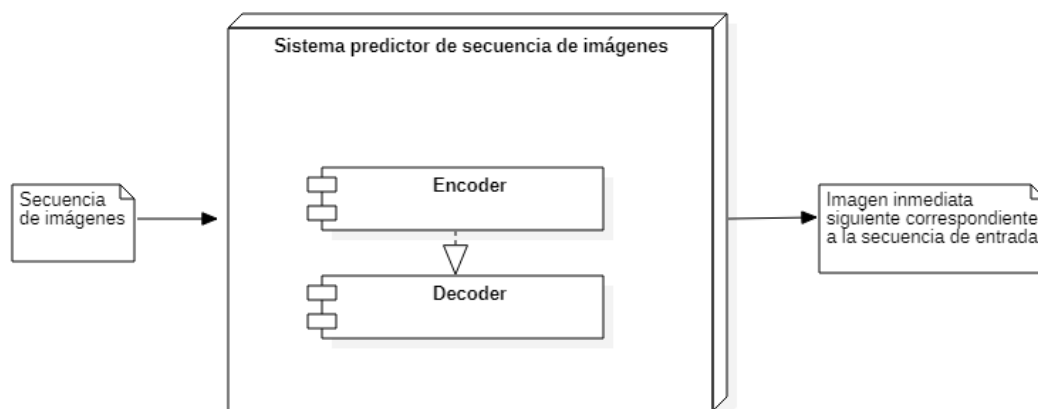 Sistema predictor de secuencia de imágenes
Secuencia
de imágenes
Encoder
Decoder
Imagen inmediata
siguiente correspondiente
a la secuencia de entrada